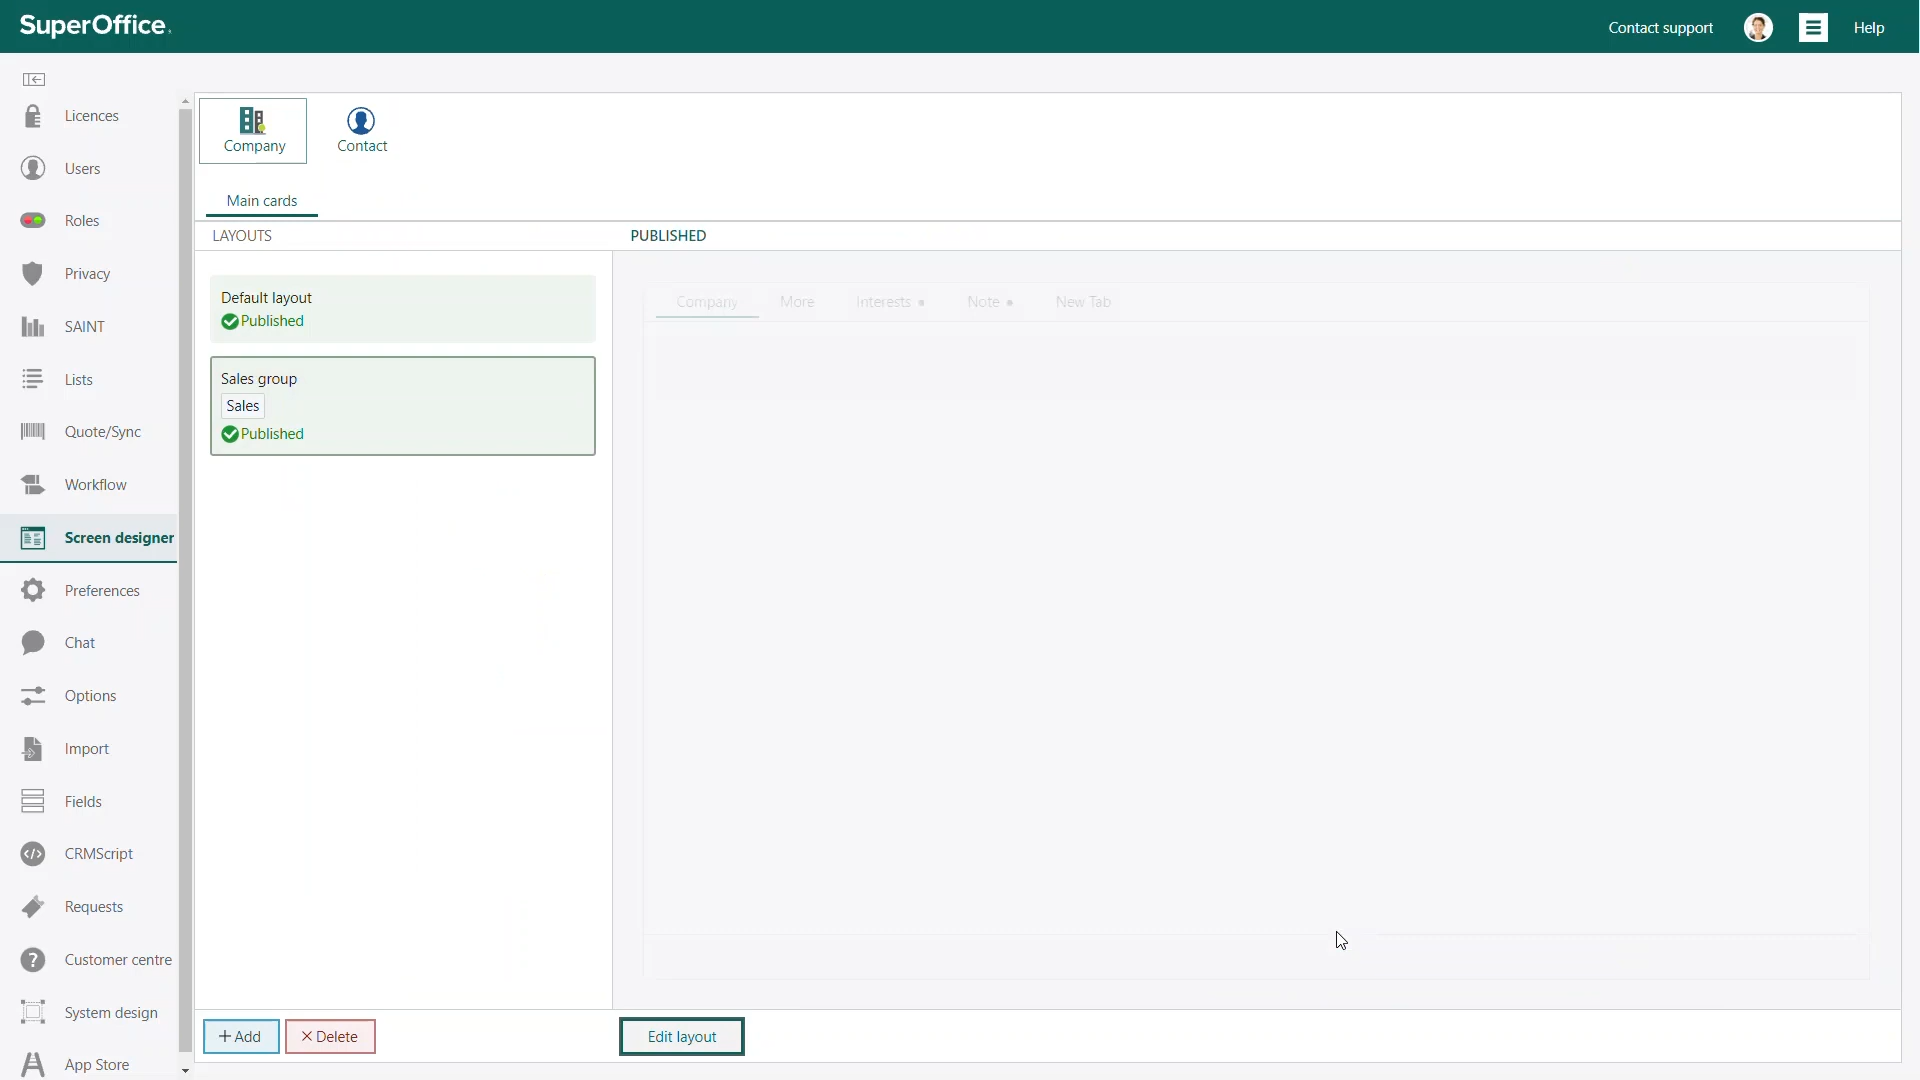 SuperOffice
Contact support
Help
Licences
Users
Roles
Privacy
SAINT
Lists
Quote/Sync
Workflow
Screen designer
Preferences
Chat
Options
Import
Fields
CRMScript
Requests
Customer centre
System design
App Store
Company
Contact
Main cards
LAYOUTS
PUBLISHED
Default layout
Published
Sales group
Sales
Published
Company More Interests Note New Tab
Add
Delete
Edit layout